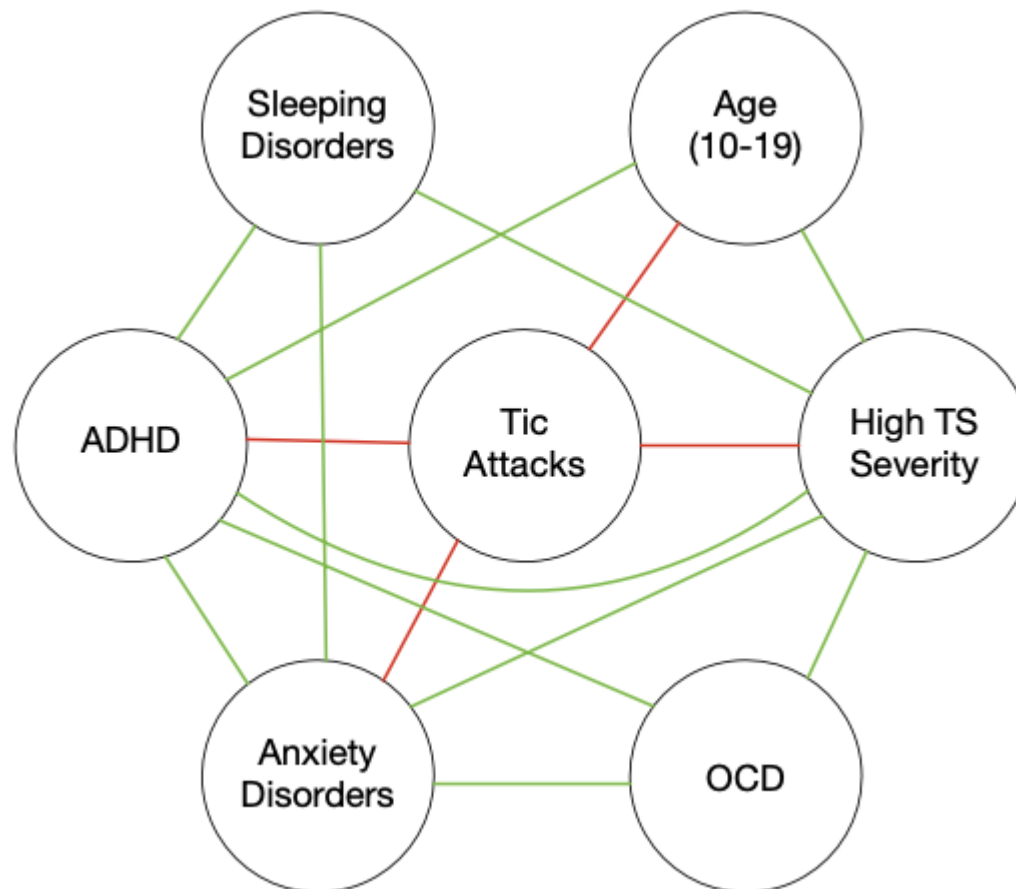 Sleeping
Disorders
Age
(10-19)
ADHD
Tic
Attacks
High TS
Severity
Anxiety
Disorders
OCD